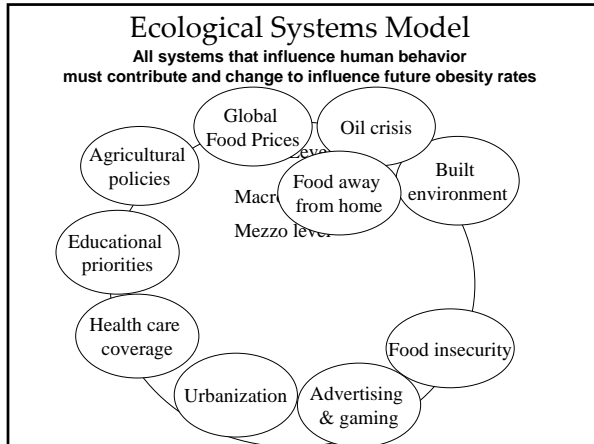 Ecological Systems Model
All systems that influence human behavior
must contribute and change to influence future obesity rates
Global
Food Prices
Oil crisis
Agricultural
policies
Food away
from home
Built
environment
Mezzo level
Educational
priorities
Health care
coverage
Food insecurity
Urbanization
Advertising
& gaming